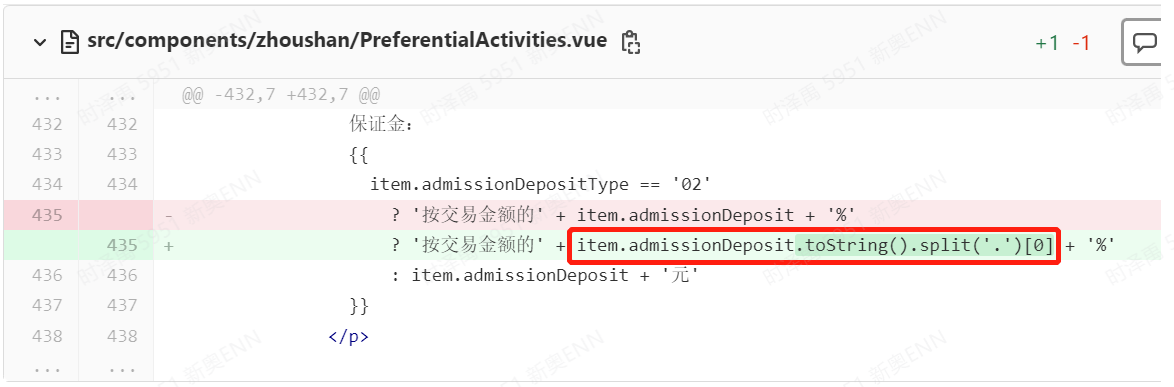 src/components/zhoushan/PreferentialActivities.vue
+1 -1
... ... @@ -432,7 +432,7 @@
432 432 保证金:
433 433 {{
434 434 item.admissionDepositType == '02'
435 - ? '按交易金额的' + item.admissionDeposit + '%'
435 + ? '按交易金额的' + item.admissionDeposit.toString().split('.')[0] + '%'
436 436 : item.admissionDeposit + '元'
437 437 }}
438 438 </p>
... ...
时泽禹 5951 新奥ENN